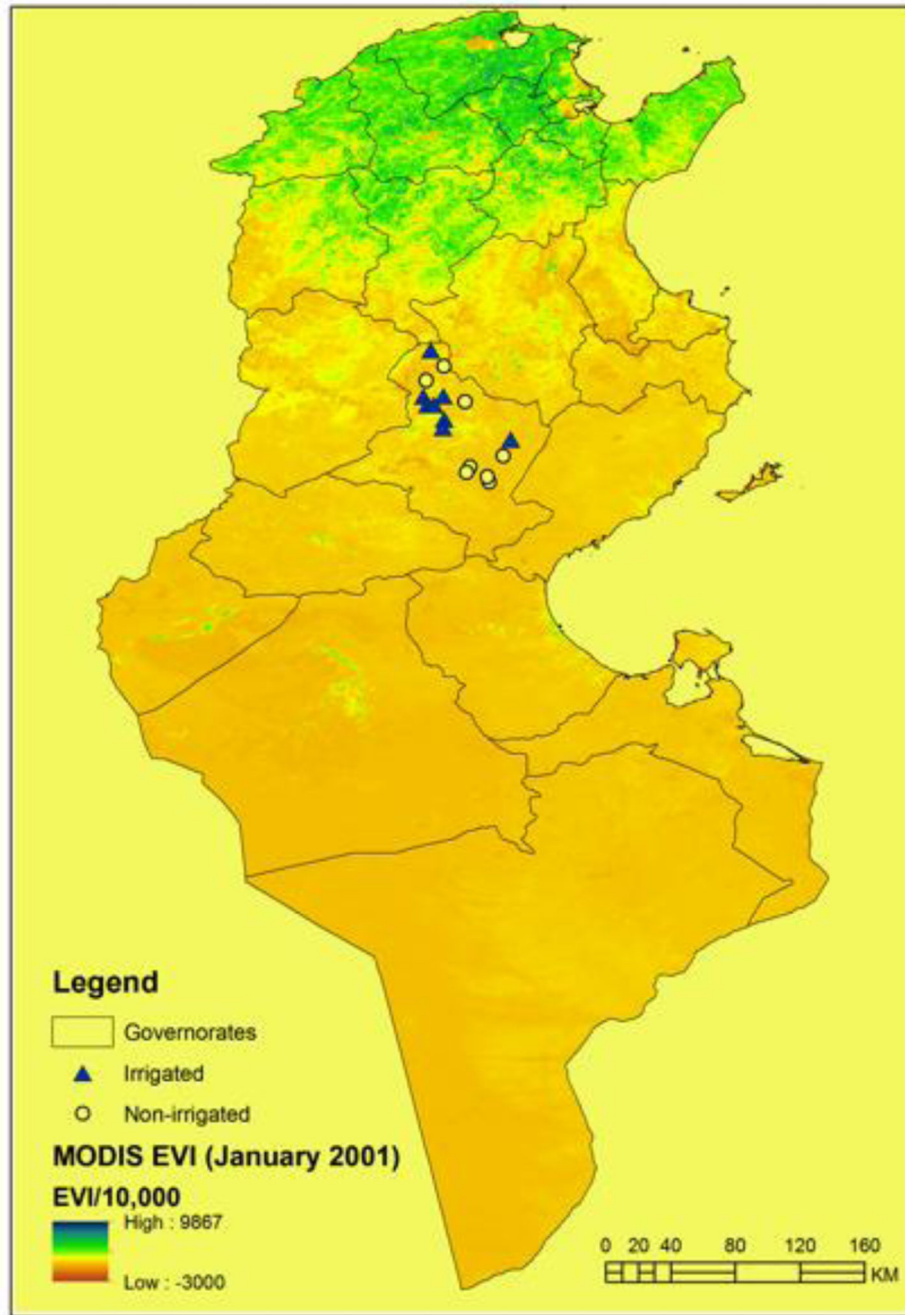 Legend
Governorates
Irrigated
Non-irrigated
MODIS EVI (January 2001)
EVI/10,000
High : 9867
Low : -3000
0 20 40 80 120 160
KM